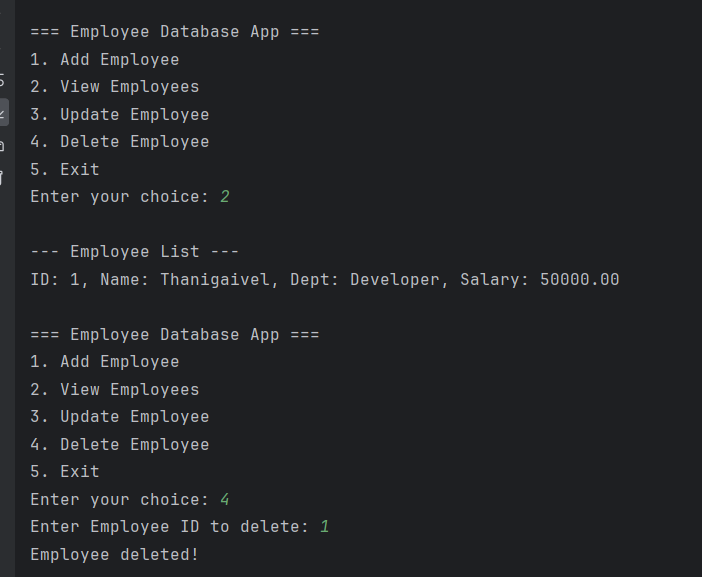 === Employee Database App ===
1. Add Employee
2. View Employees
3. Update Employee
4. Delete Employee
5. Exit
Enter your choice: 2
--- Employee List ---
ID: 1, Name: Thanigaivel, Dept: Developer, Salary: 50000.00
=== Employee Database App ===
1. Add Employee
2. View Employees
3. Update Employee
4. Delete Employee
5. Exit
Enter your choice: 4
Enter Employee ID to delete: 1
Employee deleted!